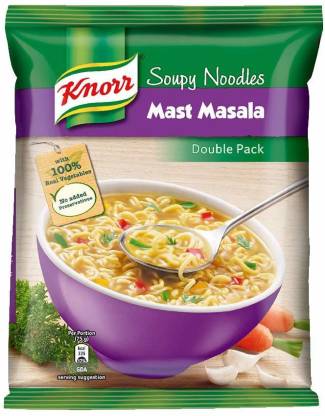 Knorr
Soupy Noodles
Mast Masala
Double Pack
with
100%
Real Vegetables
No added
Preservatives
Per Portion
(75 g)
GDA
serving suggestion